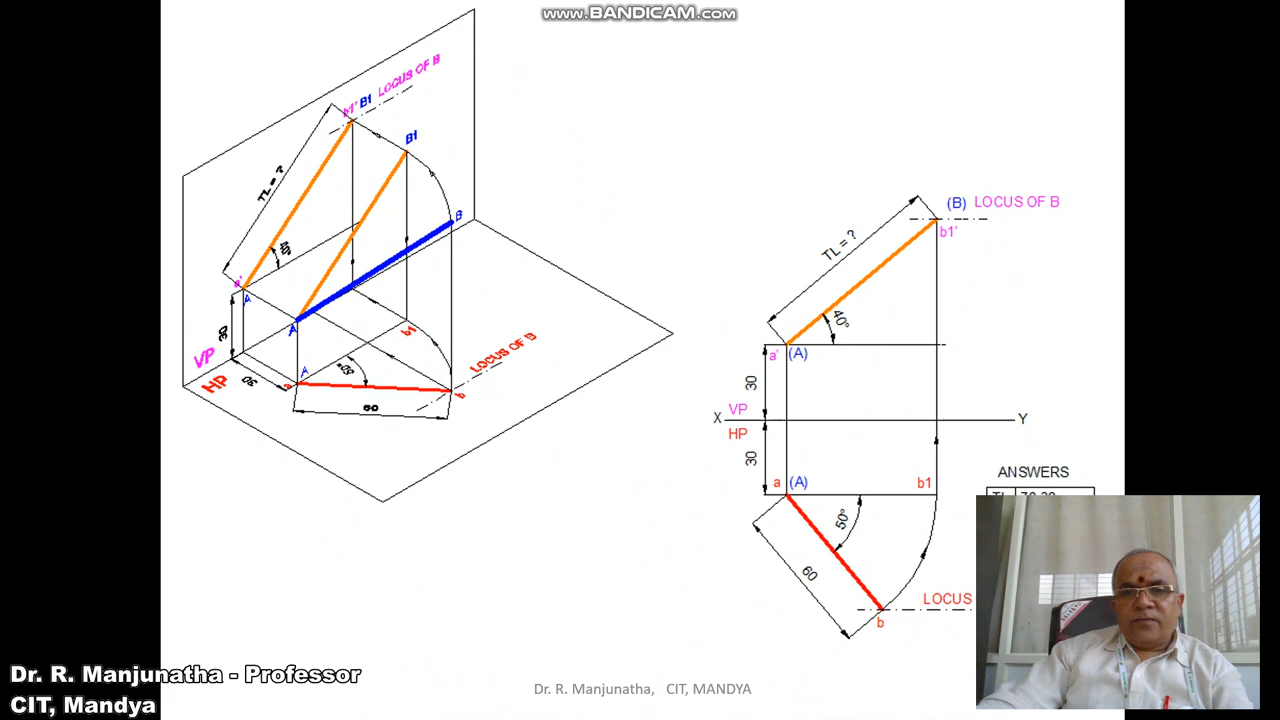 www.BANDICAM.com
b1' B1 LOCUS OF B
B1
TL = ?
B
40°
a'
A
A
30
VP
HP
30
a
A
50°
b1
60
b
LOCUS OF B
(B) LOCUS OF B
b1'
TL = ?
40°
a' (A)
30
X VP Y
HP
30
a (A)
b1
50°
60
LOCUS
b
ANSWERS
Dr. R. Manjunatha - Professor
CIT, Mandya
Dr. R. Manjunatha, CIT, MANDYA